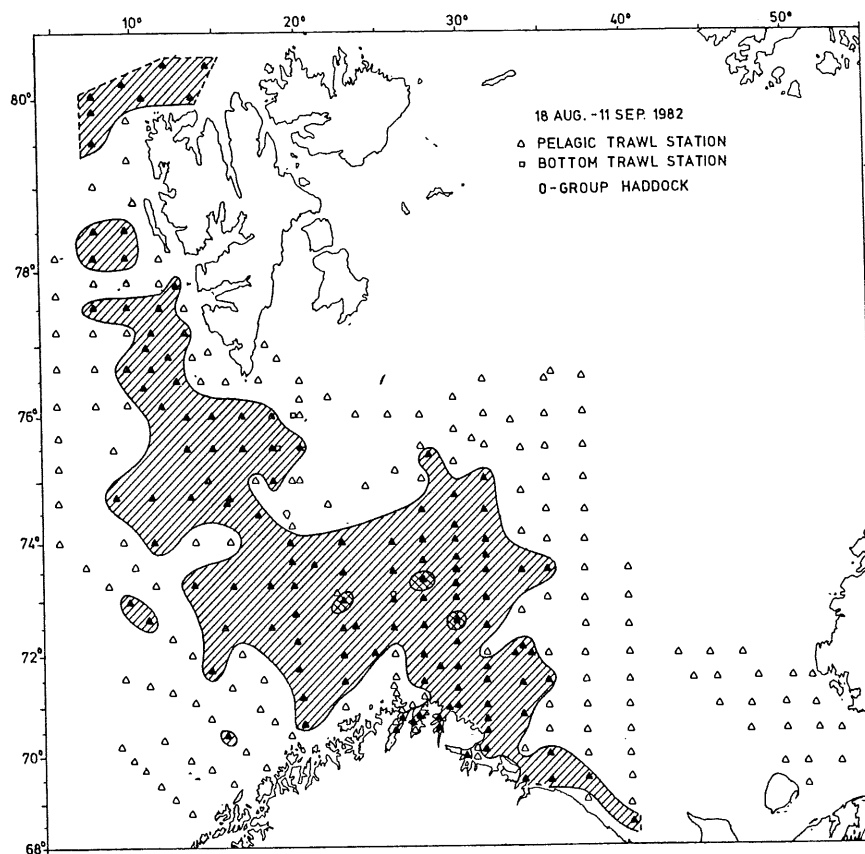 10° 20° 30° 40° 50°
80°
18 AUG. -11 SEP. 1982
PELAGIC TRAWL STATION
BOTTOM TRAWL STATION
0-GROUP HADDOCK
78°
76°
74°
72°
70°
68°